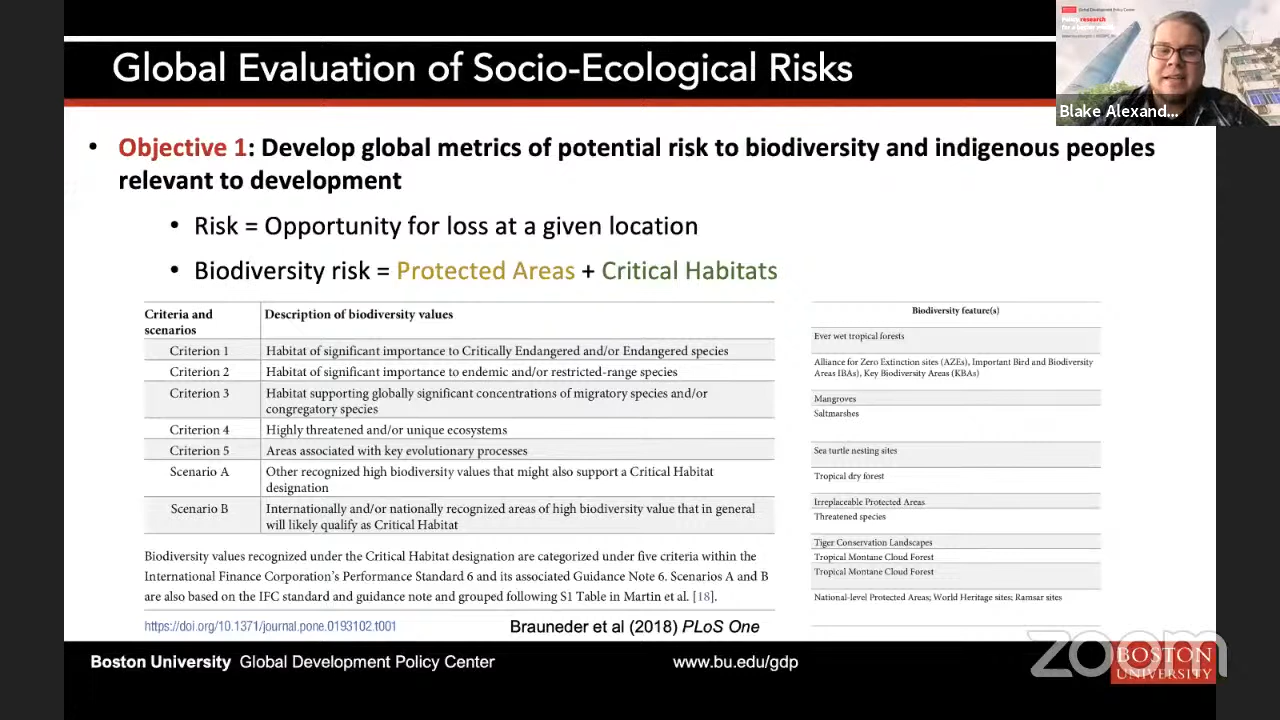 Global Evaluation of Socio-Ecological Risks
Global Development Policy Center
Policy research
Blake Alexand...
• Objective 1: Develop global metrics of potential risk to biodiversity and indigenous peoples
relevant to development
• Risk = Opportunity for loss at a given location
• Biodiversity risk = Protected Areas + Critical Habitats
Criteria and
scenarios
Description of biodiversity values
Criterion 1 Habitat of significant importance to Critically Endangered and/or Endangered species
Criterion 2 Habitat of significant importance to endemic and/or restricted-range species
Criterion 3 Habitat supporting globally significant concentrations of migratory species and/or
congregatory species
Criterion 4 Highly threatened and/or unique ecosystems
Criterion 5 Areas associated with key evolutionary processes
Scenario A Other recognized high biodiversity values that might also support a Critical Habitat
designation
Scenario B Internationally and/or nationally recognized areas of high biodiversity value that in general
will likely qualify as Critical Habitat
Biodiversity values recognized under the Critical Habitat designation are categorized under five criteria within the
International Finance Corporation's Performance Standard 6 and its associated Guidance Note 6. Scenarios A and B
are also based on the IFC standard and guidance note and grouped following S1 Table in Martin et al. [18].
https://doi.org/10.1371/journal.pone.0193102.t001
Brauneder et al (2018) PLoS One
Biodiversity feature(s)
Ever wet tropical forests
Alliance for Zero Extinction sites (AZEs), Important Bird and Biodiversity
Areas IBAs), Key Biodiversity Areas (KBAs)
Mangroves
Saltmarshes
Sea turtle nesting sites
Tropical dry forest
Irreplaceable Protected Areas
Threatened species
Tiger Conservation Landscapes
Tropical Montane Cloud Forest
Tropical Montane Cloud Forest
National-level Protected Areas; World Heritage sites; Ramsar sites
Boston University Global Development Policy Center
www.bu.edu/gdp
zoom
BOSTON
UNIVERSITY